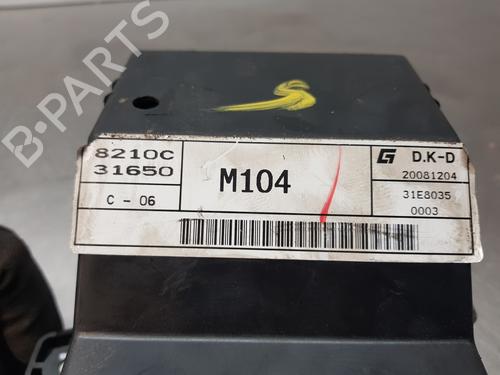 B-PARTS
8210C
31650
C - 06
M104
G D.K-D
20081204
31E8035
0003